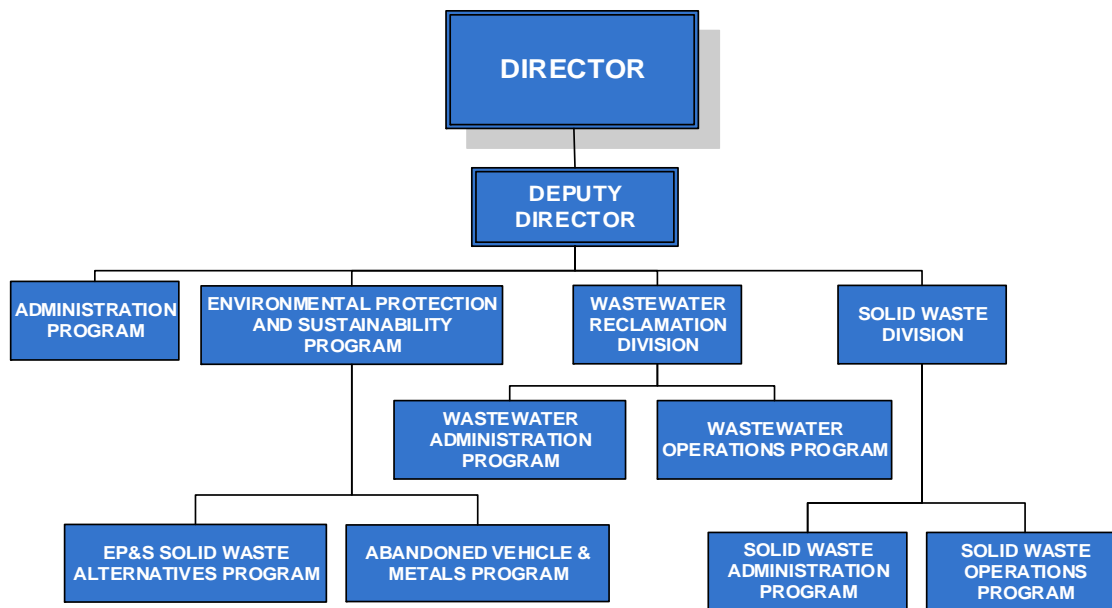 DIRECTOR
DEPUTY
DIRECTOR
ADMINISTRATION
PROGRAM
ENVIRONMENTAL PROTECTION
AND SUSTAINABILITY
PROGRAM
WASTEWATER
RECLAMATION
DIVISION
SOLID WASTE
DIVISION
WASTEWATER
ADMINISTRATION
PROGRAM
WASTEWATER
OPERATIONS PROGRAM
EP&S SOLID WASTE
ALTERNATIVES PROGRAM
ABANDONED VEHICLE &
METALS PROGRAM
SOLID WASTE
ADMINISTRATION
PROGRAM
SOLID WASTE
OPERATIONS
PROGRAM